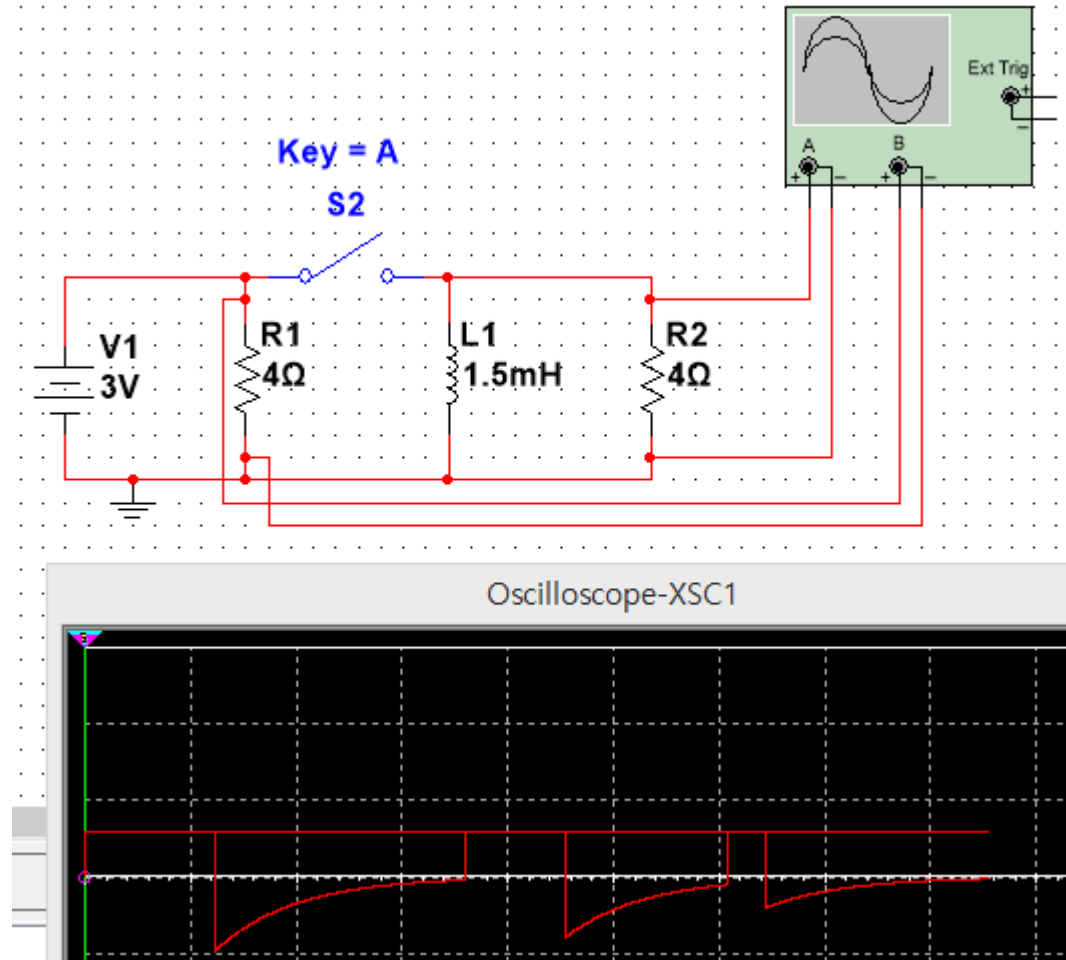 Ext Trig
+
−
A
B
+
−
+
−
Key = A
S2
V1
3V
R1
4Ω
L1
1.5mH
R2
4Ω
Oscilloscope-XSC1